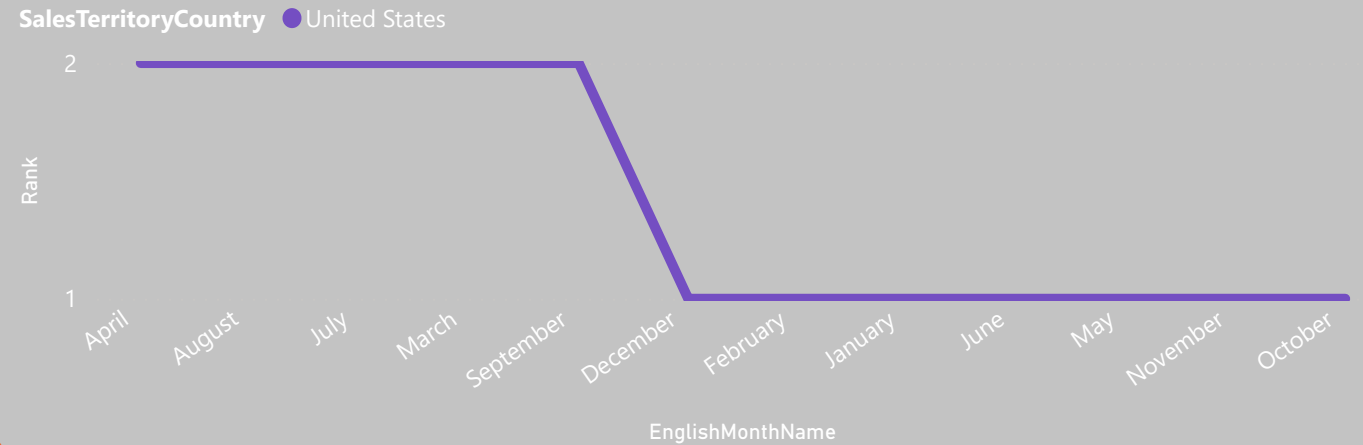 SalesTerritoryCountry United States
2
Rank
1
April August July March September December February January June May November October
EnglishMonthName